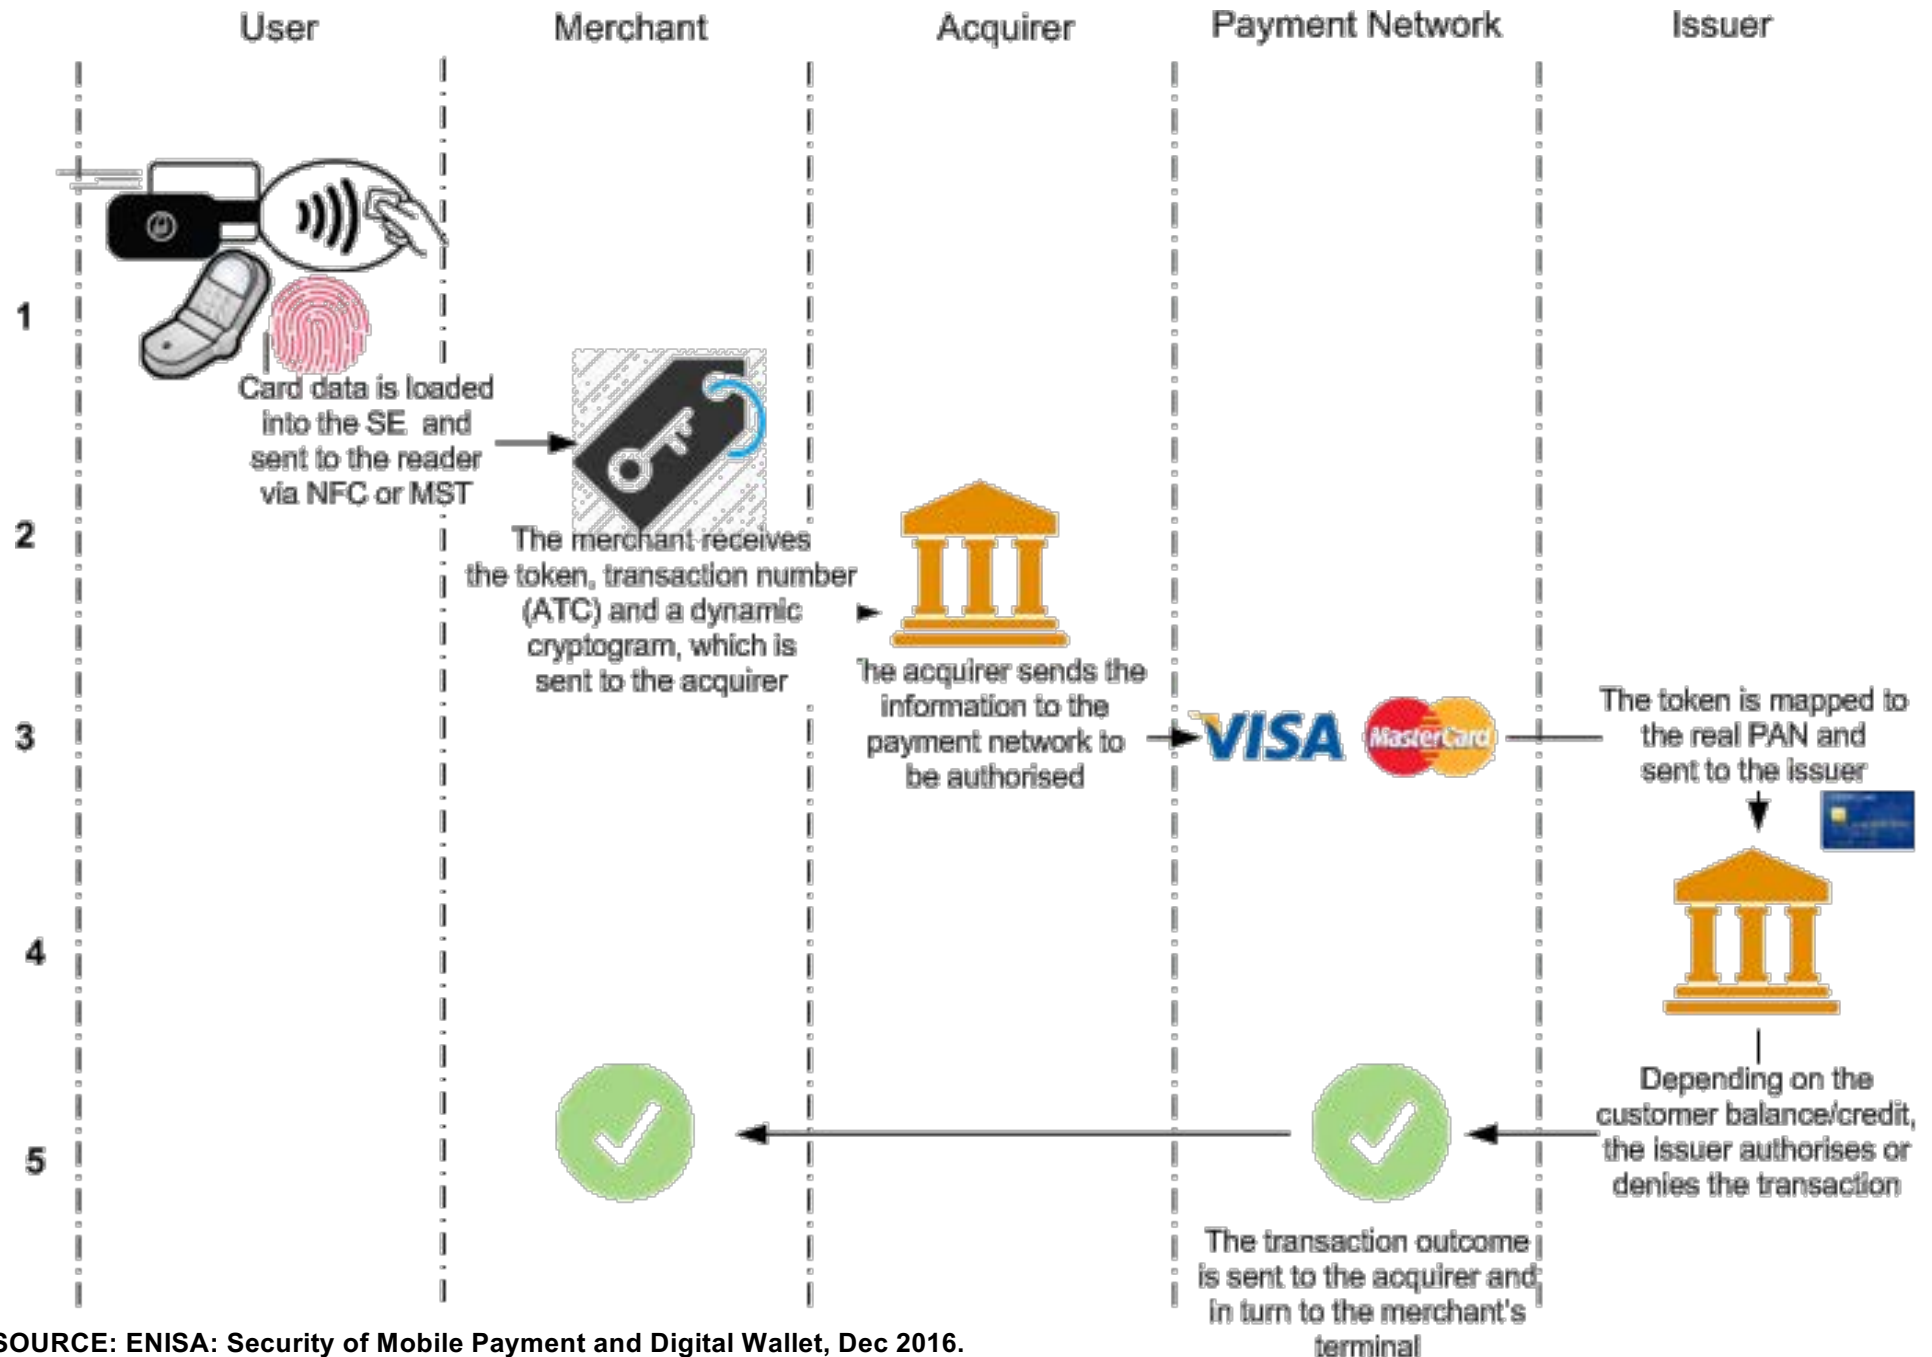 User
Merchant
Acquirer
Payment Network
Issuer
1
Card data is loaded
into the SE and
sent to the reader
via NFC or MST
2
The merchant receives
the token, transaction number
(ATC) and a dynamic
cryptogram, which is
sent to the acquirer
he acquirer sends the
information to the
payment network to
be authorised
3
VISA
MasterCard
The token is mapped to
the real PAN and
sent to the issuer
4
Depending on the
customer balance/credit,
the issuer authorises or
denies the transaction
5
The transaction outcome
is sent to the acquirer and
in turn to the merchant's
terminal
SOURCE: ENISA: Security of Mobile Payment and Digital Wallet, Dec 2016.